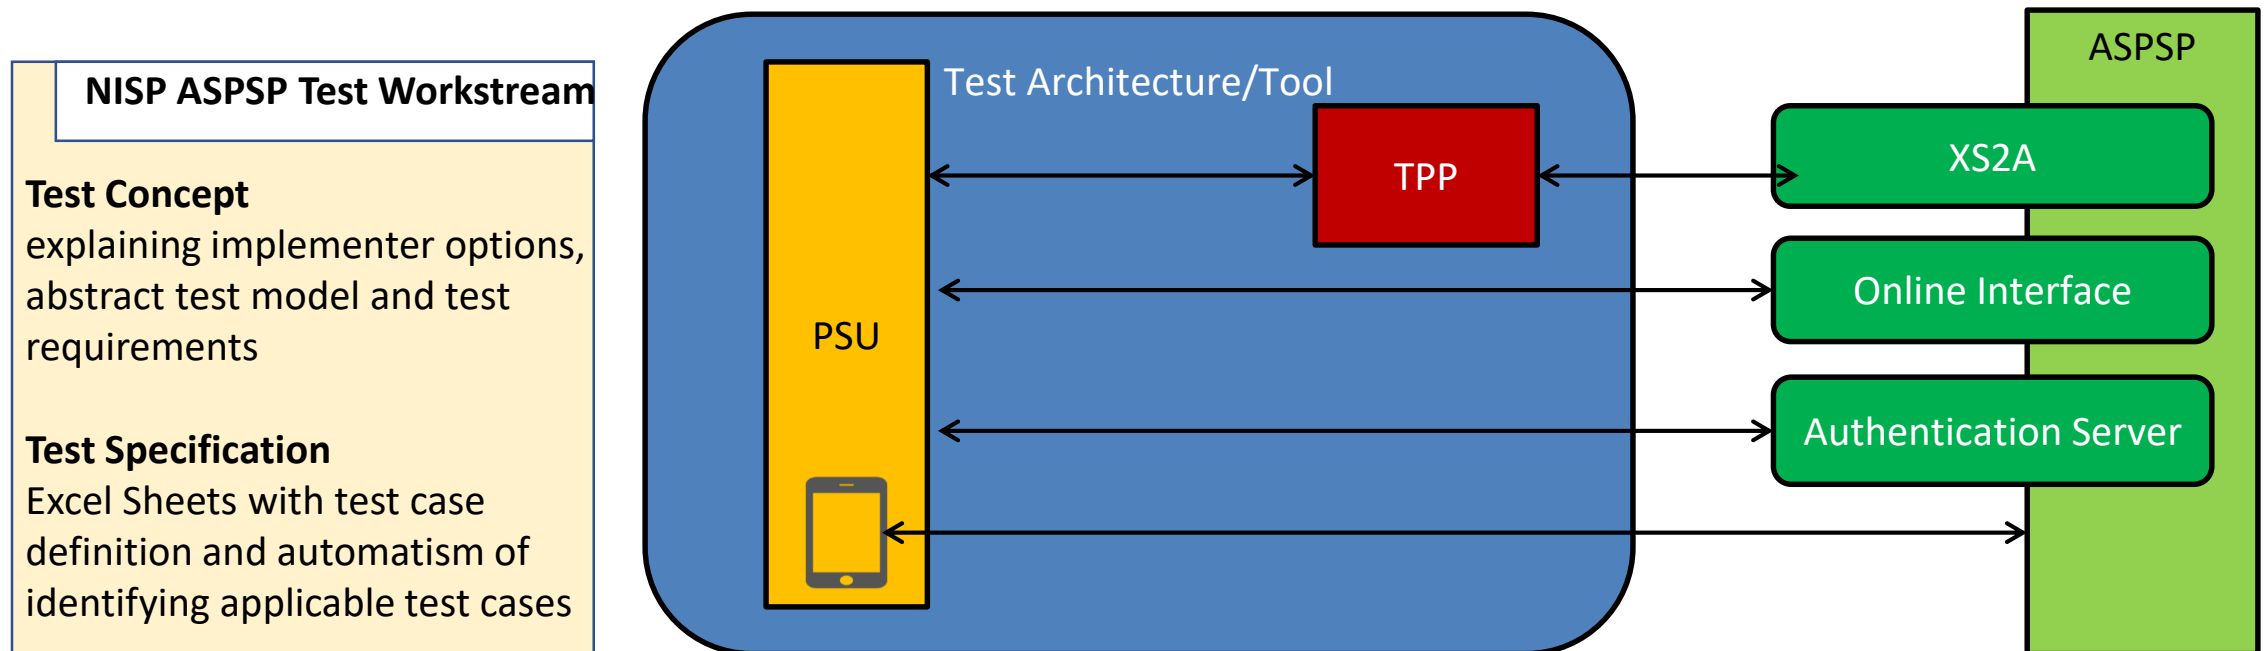 NISP ASPSP Test Workstream
Test Concept
explaining implementer options,
abstract test model and test
requirements
Test Specification
Excel Sheets with test case
definition and automatism of
identifying applicable test cases
Test Architecture/Tool
PSU
TPP
ASPSP
XS2A
Online Interface
Authentication Server